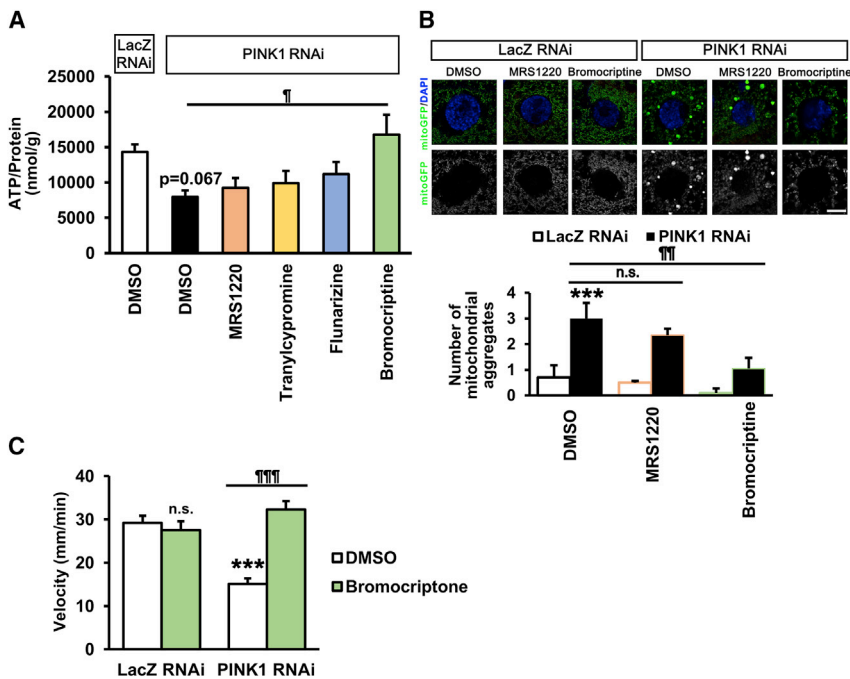 A
LacZ
RNAi
PINK1 RNAi
25000
20000
15000
10000
5000
0
ATP/Protein
(nmol/g)
p=0.067
¶
DMSO
DMSO
MRS1220
Tranylcypromine
Flunarizine
Bromocriptine
B
LacZ RNAi
PINK1 RNAi
DMSO
MRS1220
Bromocriptine
DMSO
MRS1220
Bromocriptine
mitoGFP/DAPI
mitoGFP
LacZ RNAi
PINK1 RNAi
¶¶
n.s.
***
4
3
2
1
0
Number of
mitochondrial
aggregates
DMSO
MRS1220
Bromocriptine
C
40
30
20
10
0
Velocity (mm/min)
n.s.
¶¶¶
***
DMSO
Bromocriptone
LacZ RNAi
PINK1 RNAi